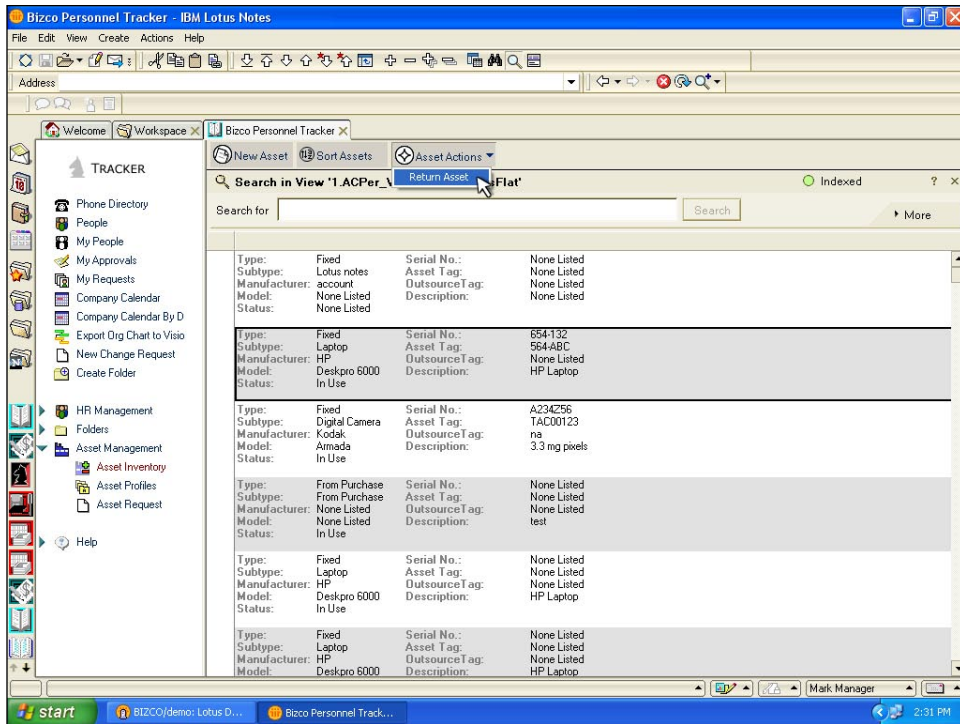 Bizco Personnel Tracker - IBM Lotus Notes
File Edit View Create Actions Help
Address
Welcome Workspace Bizco Personnel Tracker
TRACKER
Phone Directory
People
My People
My Approvals
My Requests
Company Calendar
Company Calendar By D
Export Org Chart to Visio
New Change Request
Create Folder
HR Management
Folders
Asset Management
Asset Inventory
Asset Profiles
Asset Request
Help
New Asset Sort Assets Asset Actions
Return Asset
Search in View '1.ACPer_V sFlat' Indexed ? ×
Search for Search More
Type: Fixed Serial No.: None Listed
Subtype: Lotus notes Asset Tag: None Listed
Manufacturer: account OutsourceTag: None Listed
Model: None Listed Description: None Listed
Status: None Listed
Type: Fixed Serial No.: 654-132
Subtype: Laptop Asset Tag: 564-ABC
Manufacturer: HP OutsourceTag: None Listed
Model: Deskpro 6000 Description: HP Laptop
Status: In Use
Type: Fixed Serial No.: A234Z56
Subtype: Digital Camera Asset Tag: TAC00123
Manufacturer: Kodak OutsourceTag: na
Model: Armada Description: 3.3 mg pixels
Status: In Use
Type: From Purchase Serial No.: None Listed
Subtype: From Purchase Asset Tag: None Listed
Manufacturer: None Listed OutsourceTag: None Listed
Model: None Listed Description: test
Status: In Use
Type: Fixed Serial No.: None Listed
Subtype: Laptop Asset Tag: None Listed
Manufacturer: HP OutsourceTag: None Listed
Model: Deskpro 6000 Description: HP Laptop
Status: In Use
Type: Fixed Serial No.: None Listed
Subtype: Laptop Asset Tag: None Listed
Manufacturer: HP OutsourceTag: None Listed
Model: Deskpro 6000 Description: HP Laptop
Mark Manager
start BIZCO/demo: Lotus D... Bizco Personnel Track... 2:31 PM